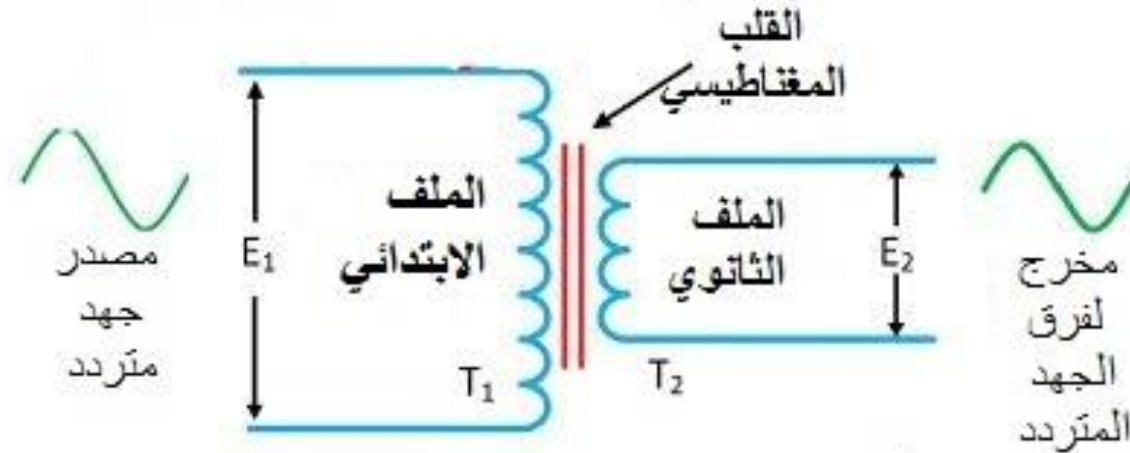 القلب
المغناطيسي
مصدر
جهد
متردد
E₁
الملف
الابتدائي
T₁
الملف
الثانوي
T₂
E₂
مخرج
لفرق
الجهد
المتردد